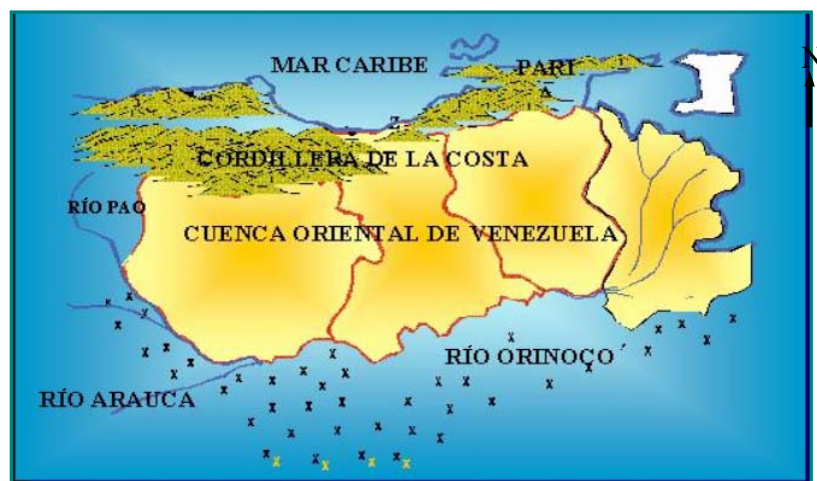 N
MAR CARIBE
PARI
A
Z
CORDILLERA DE LA COSTA
RÍO PAO
CUENCA ORIENTAL DE VENEZUELA
RÍO ORINOCO
RÍO ARAUCA